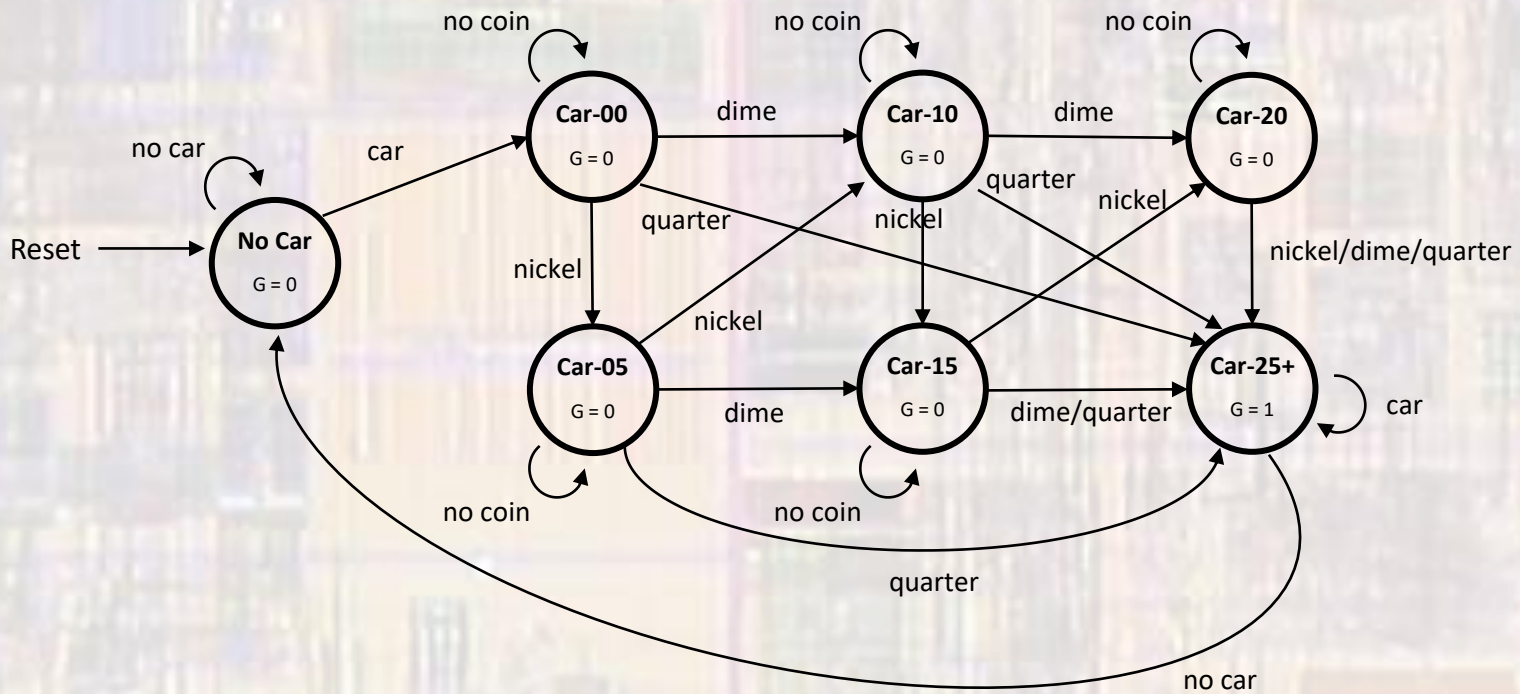 no coin
no coin
no coin
Car-00
G = 0
dime
Car-10
G = 0
dime
Car-20
G = 0
no car
car
Reset
No Car
G = 0
quarter
quarter
nickel
nickel
nickel
nickel/dime/quarter
nickel
Car-05
G = 0
dime
Car-15
G = 0
dime/quarter
Car-25+
G = 1
car
no coin
no coin
quarter
no car